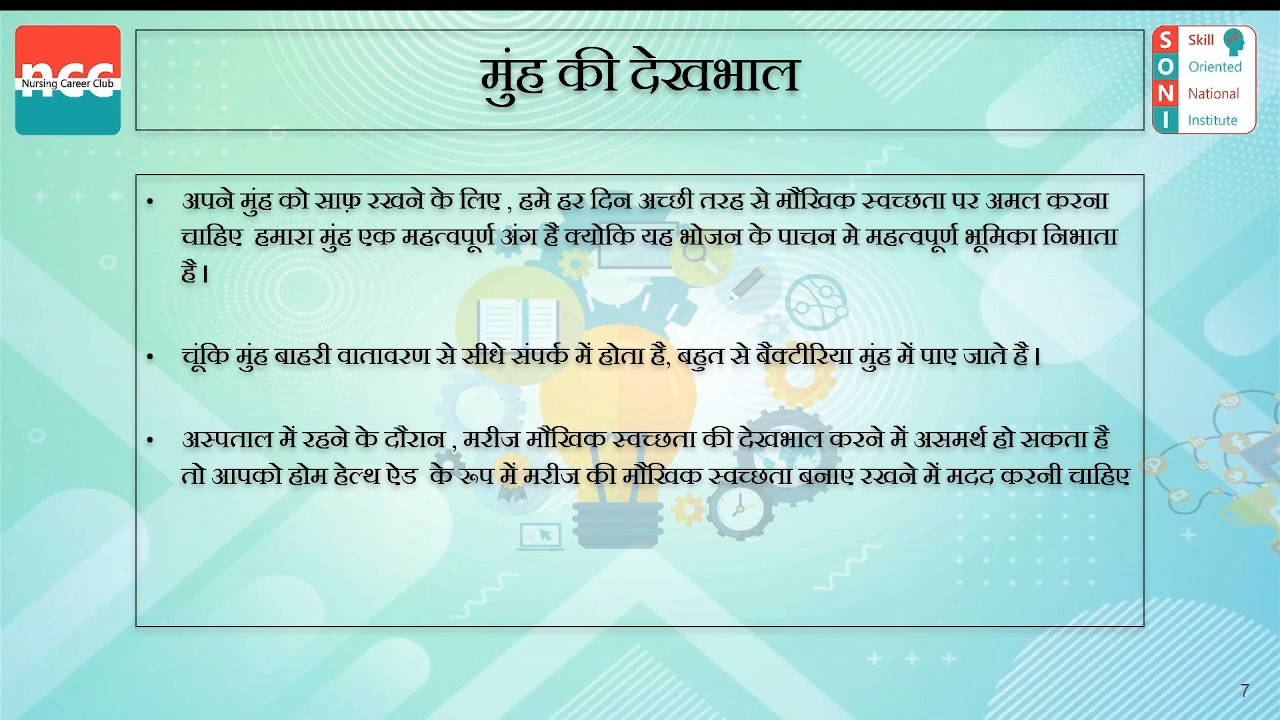 ncc
Nursing Career Club
मुंह की देखभाल
S Skill
O Oriented
N National
I Institute
• अपने मुंह को साफ़ रखने के लिए , हमे हर दिन अच्छी तरह से मौखिक स्वच्छता पर अमल करना
चाहिए हमारा मुंह एक महत्वपूर्ण अंग है क्योकि यह भोजन के पाचन मे महत्वपूर्ण भूमिका निभाता
है।
• चूंकि मुंह बाहरी वातावरण से सीधे संपर्क में होता है, बहुत से बैक्टीरिया मुंह में पाए जाते है।
• अस्पताल में रहने के दौरान , मरीज मौखिक स्वच्छता की देखभाल करने में असमर्थ हो सकता है
तो आपको होम हेल्थ ऐड के रूप में मरीज की मौखिक स्वच्छता बनाए रखने में मदद करनी चाहिए
7